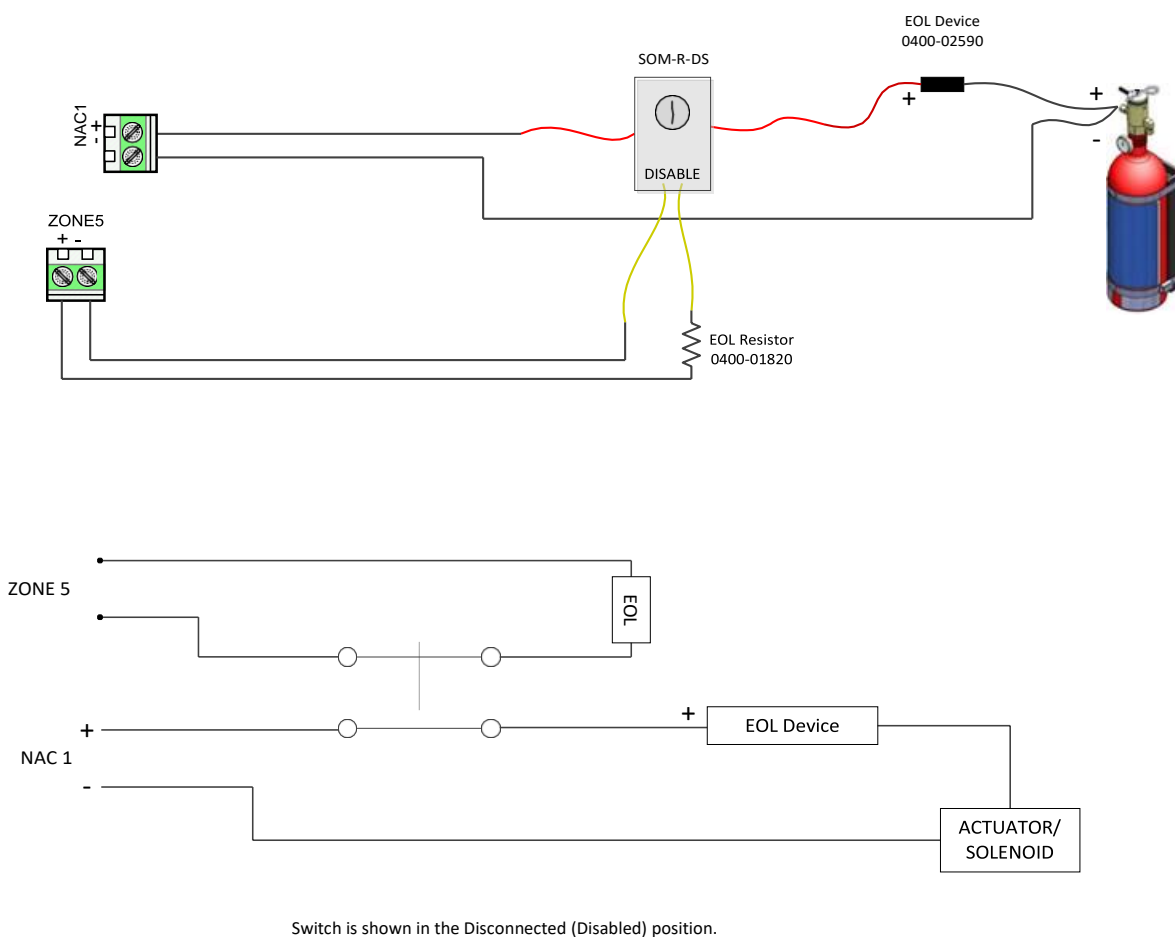 EOL Device
0400-02590
SOM-R-DS
NAC1
+
-
+
+
-
DISABLE
ZONE5
+ -
EOL Resistor
0400-01820
ZONE 5
EOL
+
NAC 1
-
+
EOL Device
ACTUATOR/
SOLENOID
Switch is shown in the Disconnected (Disabled) position.